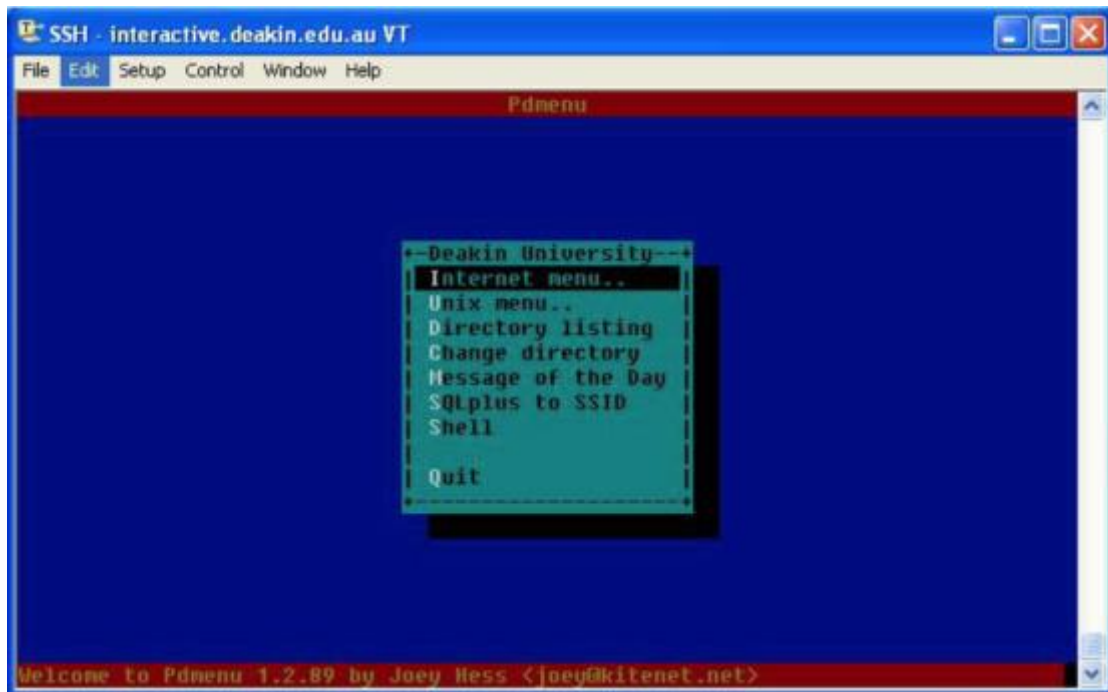 SSH - interactive.deakin.edu.au VT
File Edit Setup Control Window Help
Pdmenu
Deakin University
Internet menu..
Unix menu..
Directory listing
Change directory
Message of the Day
SQLplus to SSID
Shell
Quit
Welcome to Pdmenu 1.2.89 by Joey Hess <joey@kitenet.net>